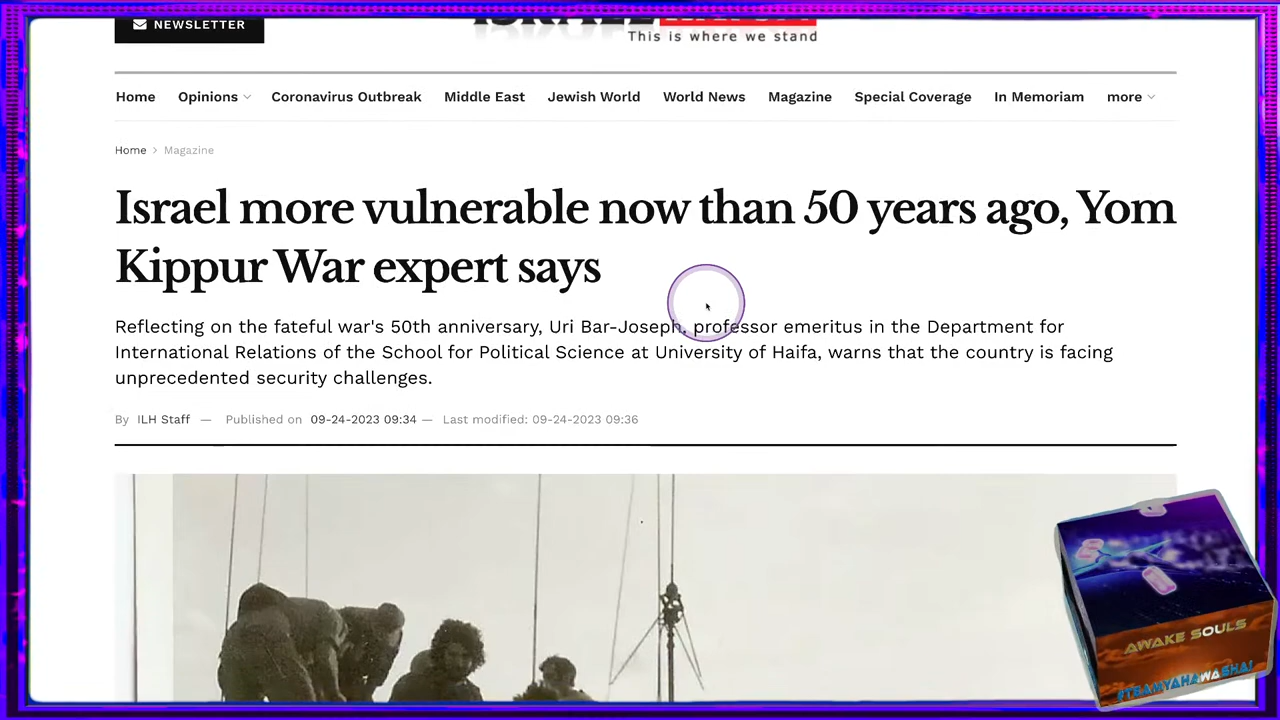 NEWSLETTER
This is where we stand
Home Opinions Coronavirus Outbreak Middle East Jewish World World News Magazine Special Coverage In Memoriam more
Home > Magazine
Israel more vulnerable now than 50 years ago, Yom
Kippur War expert says
Reflecting on the fateful war's 50th anniversary, Uri Bar-Joseph, professor emeritus in the Department for
International Relations of the School for Political Science at University of Haifa, warns that the country is facing
unprecedented security challenges.
By ILH Staff — Published on 09-24-2023 09:34 — Last modified: 09-24-2023 09:36
AWAKE SOULS
#TEAMYAHAWASHAI